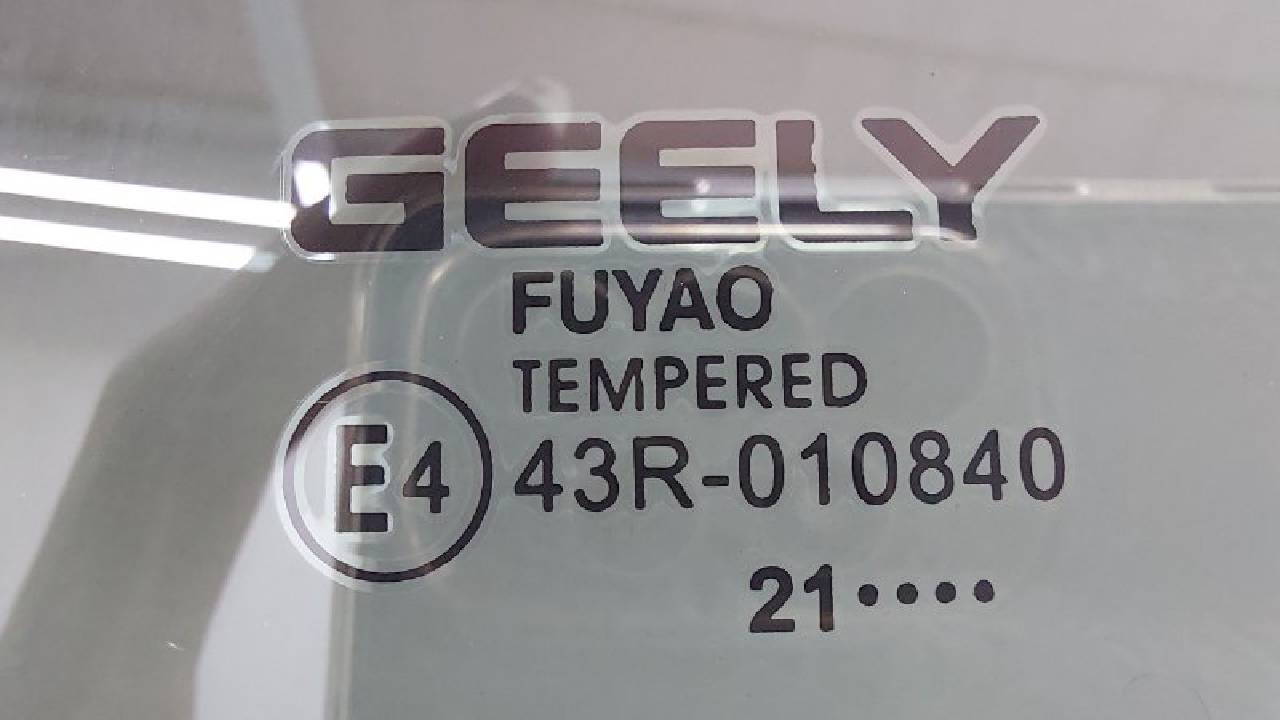 GEELY
FUYAO
TEMPERED
E4 43R-010840
21••••